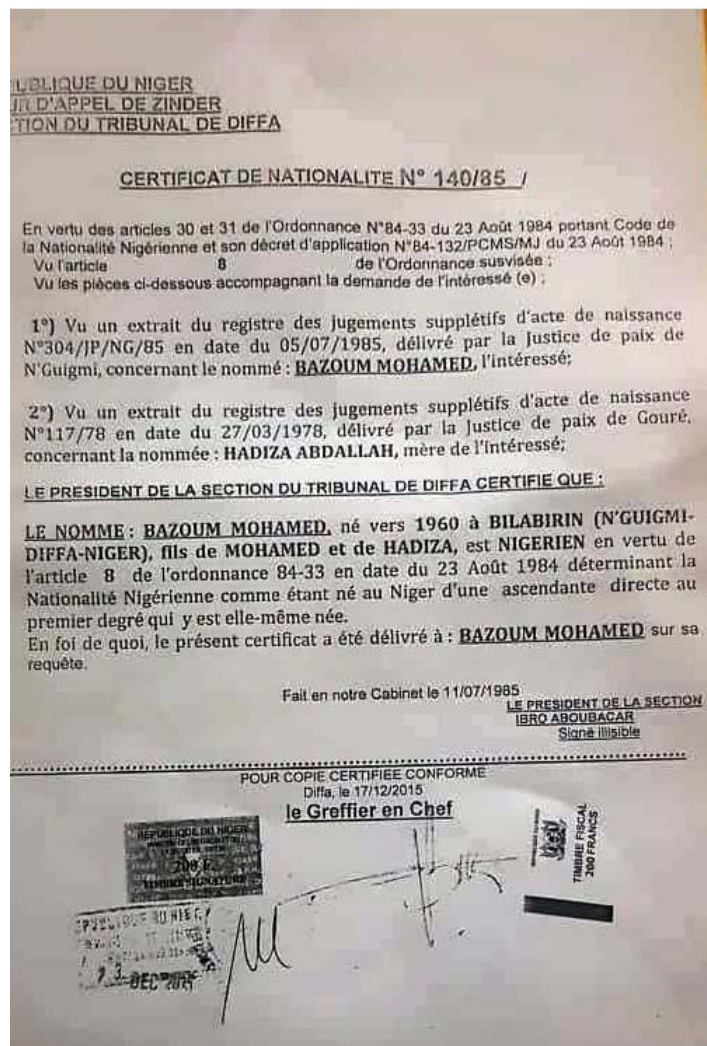 UBLIQUE DU NIGER
UR D'APPEL DE ZINDER
TION DU TRIBUNAL DE DIFFA
CERTIFICAT DE NATIONALITE N° 140/85 /
En vertu des articles 30 et 31 de l'Ordonnance N°84-33 du 23 Août 1984 portant Code de
la Nationalité Nigérienne et son décret d'application N°84-132/PCMS/MJ du 23 Août 1984 ;
Vu l'article 8 de l'Ordonnance susvisée ;
Vu les pièces ci-dessous accompagnant la demande de l'intéressé (e) ;
1°) Vu un extrait du registre des jugements supplétifs d'acte de naissance
N°304/JP/NG/85 en date du 05/07/1985, délivré par la Justice de paix de
N'Guigmi, concernant le nommé : BAZOUM MOHAMED, l'intéressé;
2°) Vu un extrait du registre des jugements supplétifs d'acte de naissance
N°117/78 en date du 27/03/1978, délivré par la Justice de paix de Gouré,
concernant la nommée : HADIZA ABDALLAH, mère de l'intéressé;
LE PRESIDENT DE LA SECTION DU TRIBUNAL DE DIFFA CERTIFIE QUE :
LE NOMME : BAZOUM MOHAMED, né vers 1960 à BILABIRIN (N'GUIGMI-
DIFFA-NIGER), fils de MOHAMED et de HADIZA, est NIGERIEN en vertu de
l'article 8 de l'ordonnance 84-33 en date du 23 Août 1984 déterminant la
Nationalité Nigérienne comme étant né au Niger d'une ascendante directe au
premier degré qui y est elle-même née.
En foi de quoi, le présent certificat a été délivré à : BAZOUM MOHAMED sur sa
requête.
Fait en notre Cabinet le 11/07/1985
LE PRESIDENT DE LA SECTION
IBRO ABOUBACAR
Signé illisible
POUR COPIE CERTIFIEE CONFORME
Diffa, le 17/12/2015
le Greffier en Chef
REPUBLIQUE DU NIGER
200 F
TIMBRE SIGNATURE
TIMBRE FISCAL
200 FRANCS
DEC 2015